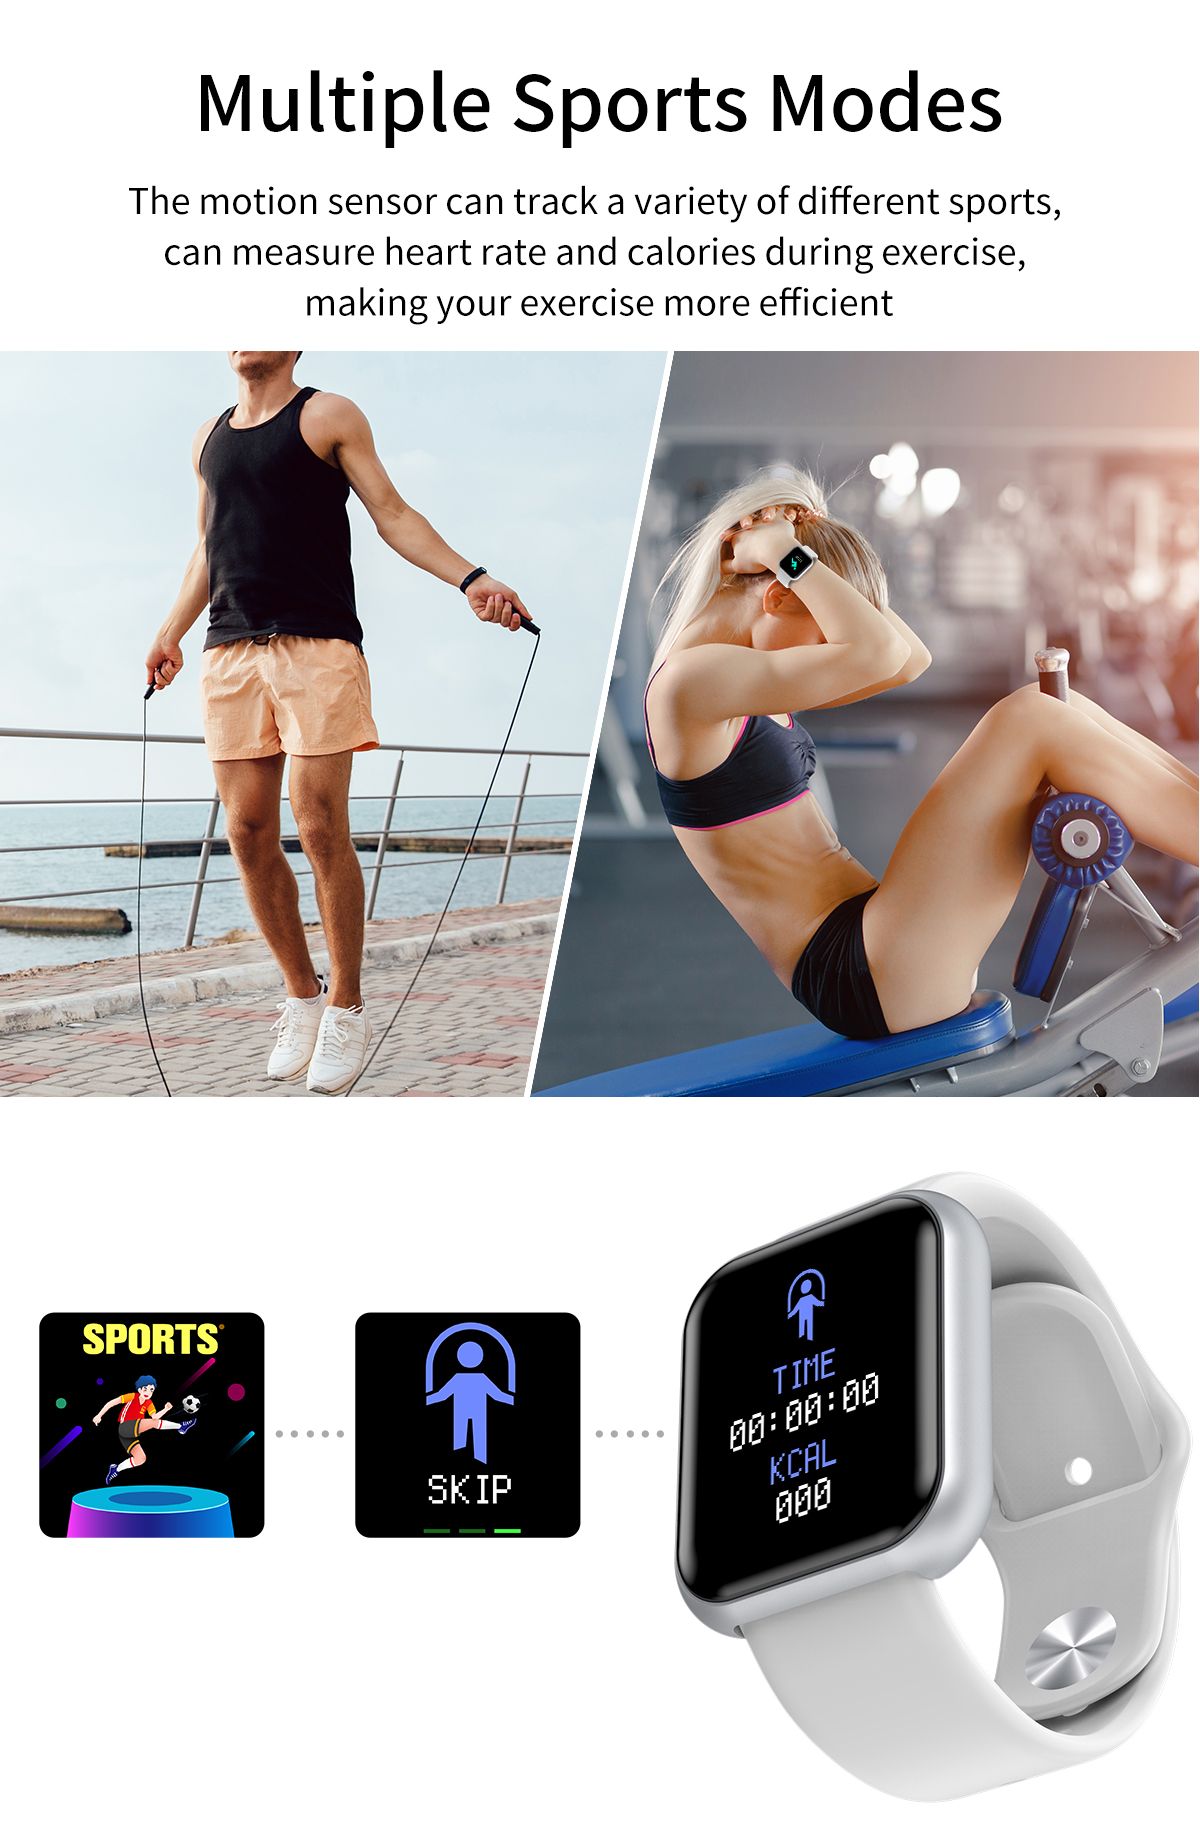 Multiple Sports Modes
The motion sensor can track a variety of different sports,
can measure heart rate and calories during exercise,
making your exercise more efficient
SPORTS
SKIP
TIME
00:00:00
KCAL
000